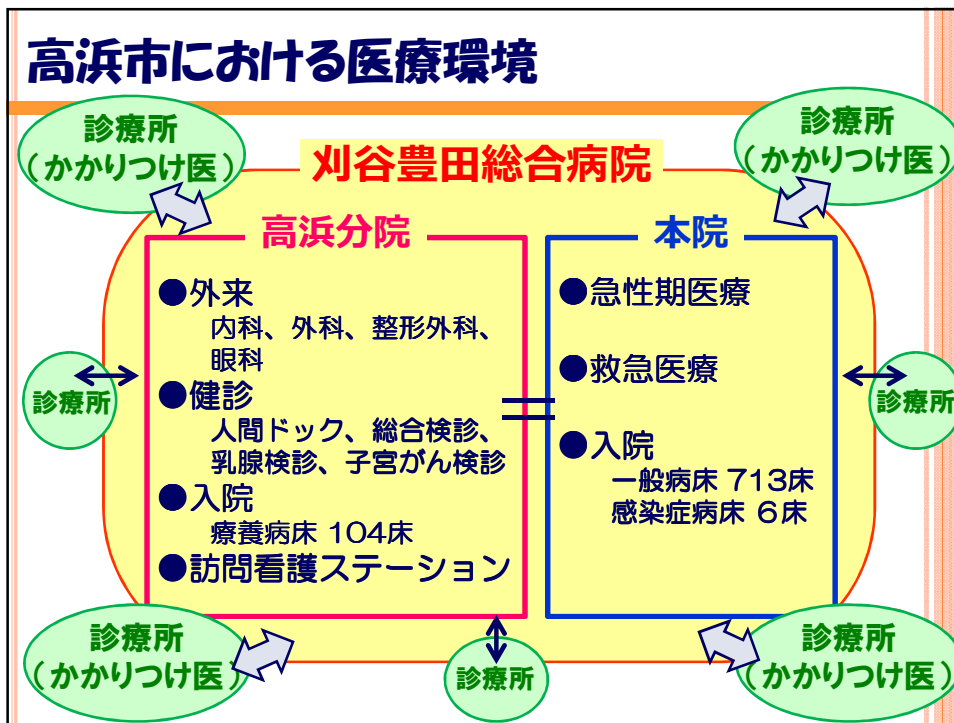 高浜市における医療環境
診療所
（かかりつけ医）
診療所
（かかりつけ医）
刈谷豊田総合病院
高浜分院
●外来
内科、外科、整形外科、
眼科
●健診
人間ドック、総合検診、
乳腺検診、子宮がん検診
●入院
療養病床 104床
●訪問看護ステーション
本院
●急性期医療
●救急医療
●入院
一般病床 713床
感染症病床 6床
診療所
診療所
診療所
（かかりつけ医）
診療所
診療所
（かかりつけ医）